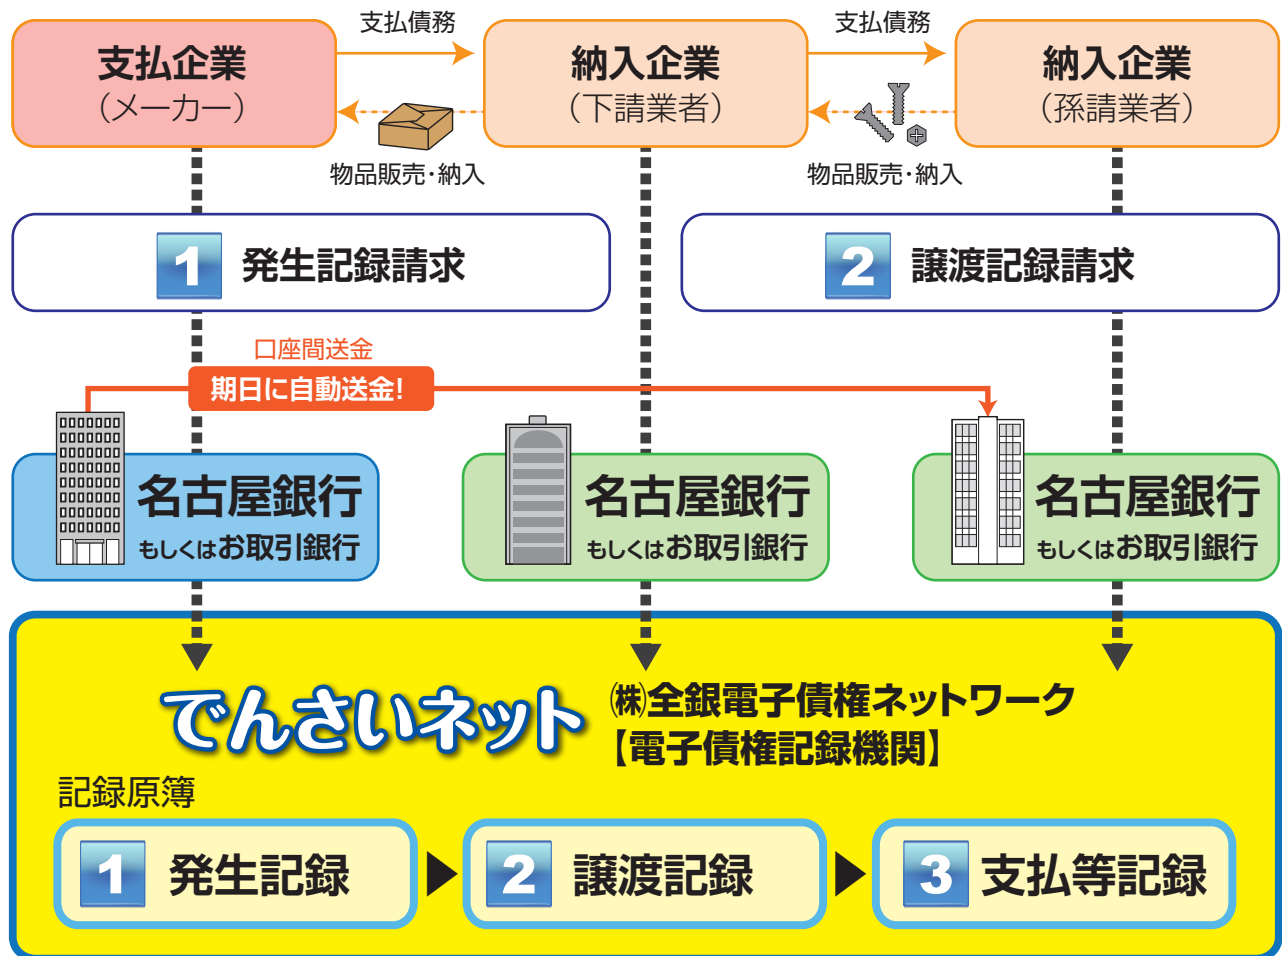 支払債務
支払債務
支払企業
（メーカー）
納入企業
（下請業者）
納入企業
（孫請業者）
物品販売・納入
物品販売・納入
1 発生記録請求
2 譲渡記録請求
口座間送金
期日に自動送金!
名古屋銀行
もしくはお取引銀行
名古屋銀行
もしくはお取引銀行
名古屋銀行
もしくはお取引銀行
でんさいネット
㈱全銀電子債権ネットワーク
【電子債権記録機関】
記録原簿
1 発生記録
2 譲渡記録
3 支払等記録